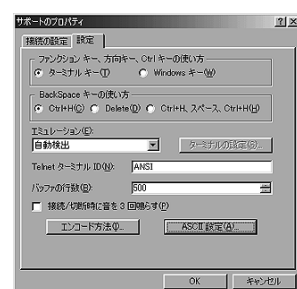 サポートのプロパティ
接続の設定 設定
ファンクション キー、方向キー、Ctrl キーの使い方
ターミナル キー(T) Windows キー(W)
BackSpace キーの使い方
Ctrl+H(C) Delete(D) Ctrl+H、スペース、Ctrl+H(H)
エミュレーション(E):
自動検出 ターミナルの設定(S)...
Telnet ターミナル ID(N): ANSI
バッファの行数(B): 500
接続/切断時に音を 3 回鳴らす(P)
エンコード方法(I)... ASCII 設定(A)...
OK キャンセル